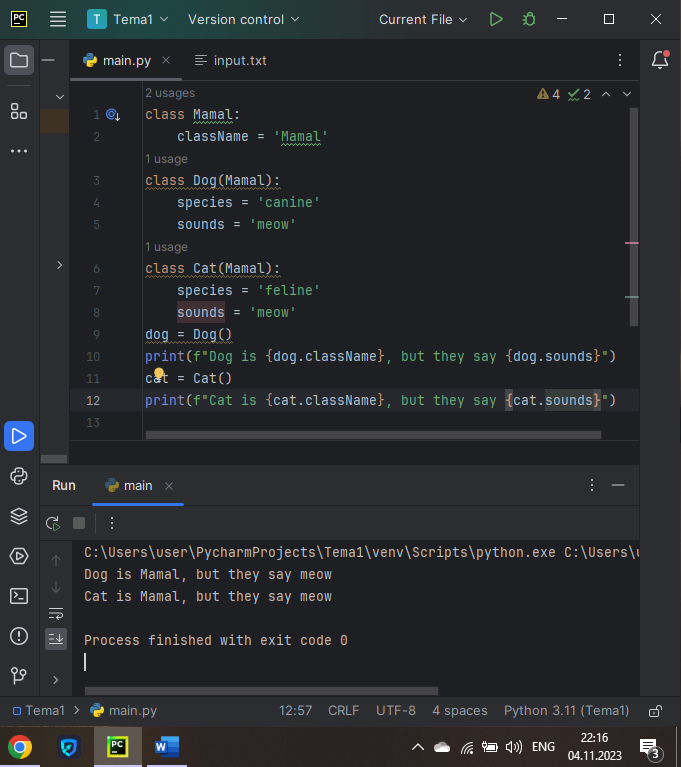 PC T Tema1 Version control Current File
main.py input.txt
2 usages 4 2
1 class Mamal:
2 className = 'Mamal'
1 usage
3 class Dog(Mamal):
4 species = 'canine'
5 sounds = 'meow'
1 usage
6 class Cat(Mamal):
7 species = 'feline'
8 sounds = 'meow'
9 dog = Dog()
10 print(f"Dog is {dog.className}, but they say {dog.sounds}")
11 cat = Cat()
12 print(f"Cat is {cat.className}, but they say {cat.sounds}")
13
Run main
C:\Users\user\PycharmProjects\Tema1\venv\Scripts\python.exe C:\Users\u
Dog is Mamal, but they say meow
Cat is Mamal, but they say meow
Process finished with exit code 0
Tema1 > main.py 12:57 CRLF UTF-8 4 spaces Python 3.11 (Tema1)
PC W ENG 22:16
04.11.2023 3